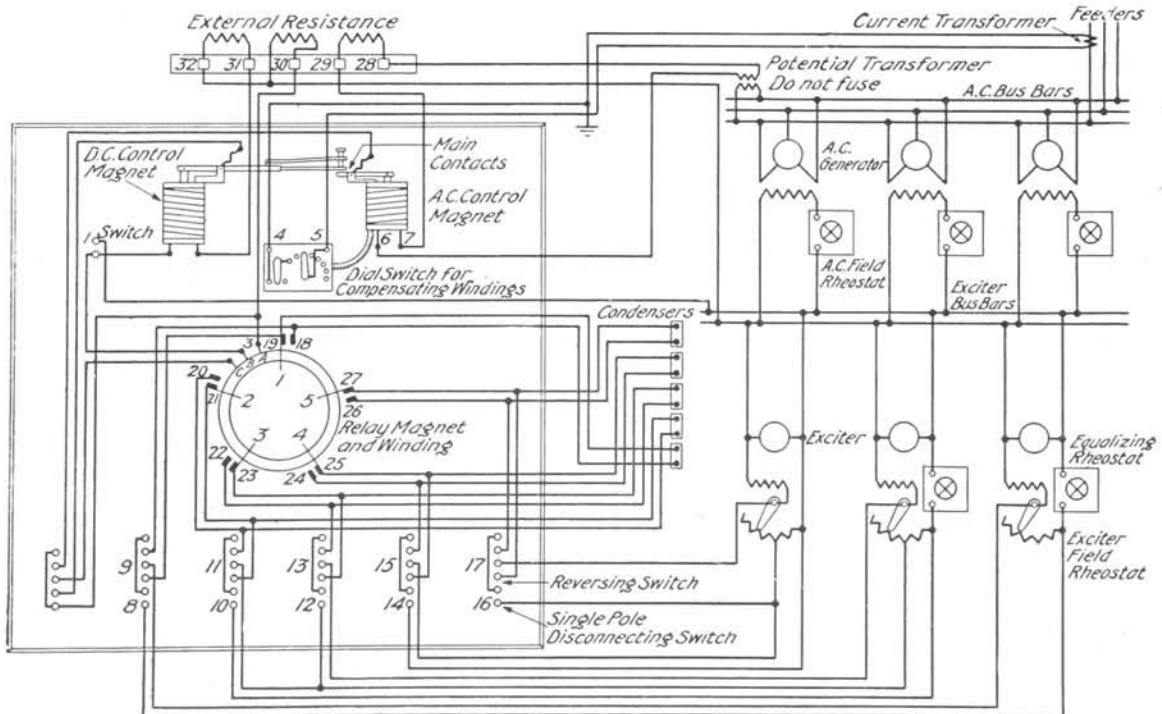 External Resistance
32 31 30 29 28
Current Transformer
Feeders
Potential Transformer
Do not fuse
A.C. Bus Bars
D.C. Control
Magnet
Main
Contacts
A.C. Control
Magnet
A.C.
Generator
1 Switch
4 5
6 7
Dial Switch for
Compensating Windings
A.C. Field
Rheostat
Exciter
Bus Bars
Condensers
3 19 18
C B A
20
21
1
2
5
27
26
Relay Magnet
and Winding
3 4
22
23
25
24
Exciter
Equalizing
Rheostat
Exciter
Field
Rheostat
9 11 13 15 17
Reversing Switch
8 10 12 14 16
Single Pole
Disconnecting Switch